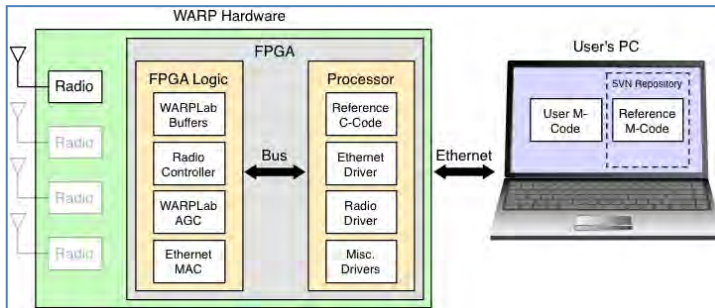 WARP Hardware
FPGA
User's PC
FPGA Logic
Processor
SVN Repository
Radio
WARPLab
Buffers
Reference
C-Code
User M-
Code
Reference
M-Code
Radio
Bus
Ethernet
Radio
Controller
Ethernet
Driver
Radio
WARPLab
AGC
Radio
Driver
Radio
Ethernet
MAC
Misc.
Drivers